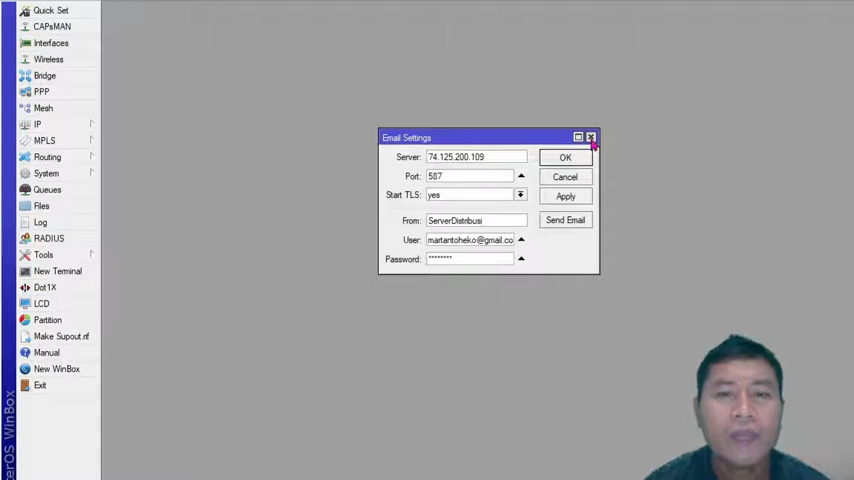 Quick Set
CAPsMAN
Interfaces
Wireless
Bridge
PPP
Mesh
IP
MPLS
Routing
System
Queues
Files
Log
RADIUS
Tools
New Terminal
Dot1X
LCD
Partition
Make Supout.rif
Manual
New WinBox
Exit
terOS WinBox
Email Settings
Server: 74.125.200.109
OK
Port: 587
Cancel
Start TLS: yes
Apply
From: ServerDistribusi
Send Email
User: martantoheko@gmail.co
Password: ********